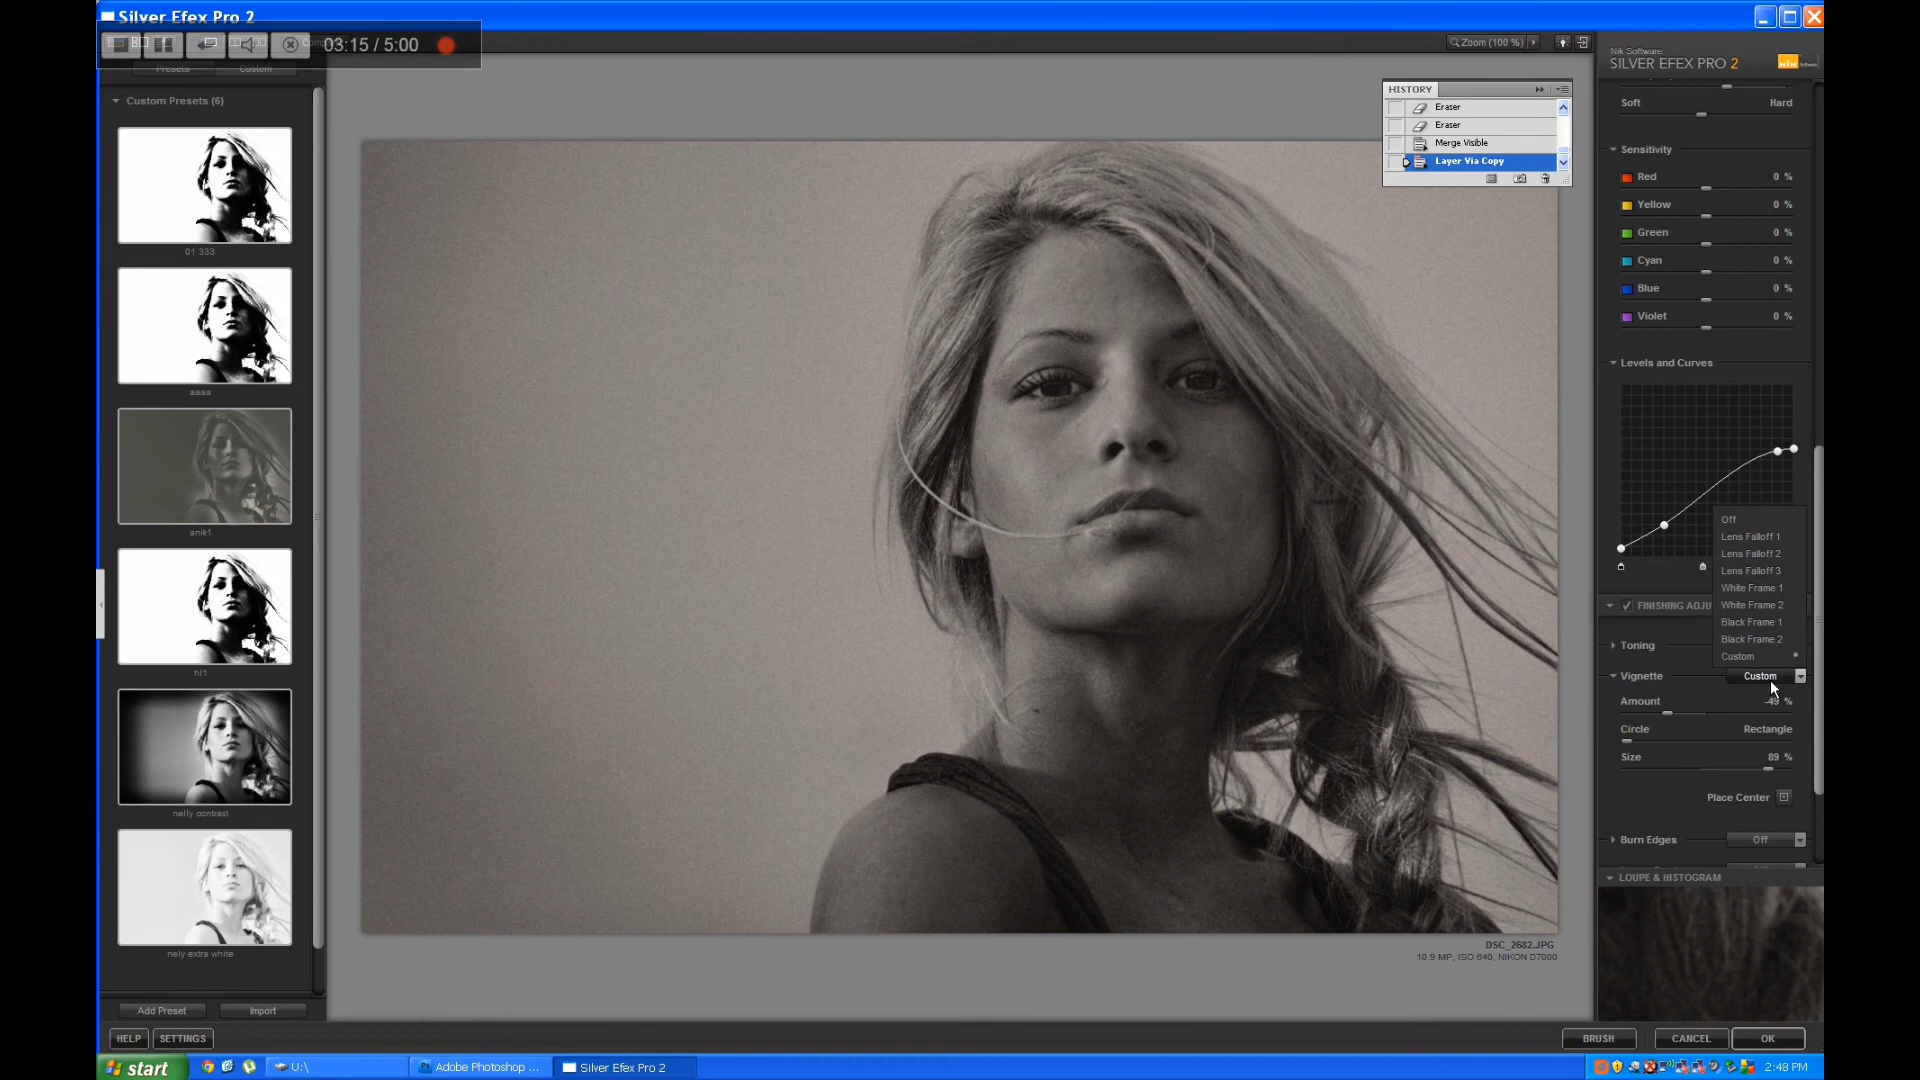 Silver Efex Pro 2
03:15 / 5:00
Presets
Custom
Zoom (100 %)
Nik Software
SILVER EFEX PRO 2
Custom Presets (6)
01 333
aaaa
anik1
hl1
nelly contrast
nely extra white
Add Preset
Import
HELP
SETTINGS
HISTORY
Eraser
Eraser
Merge Visible
Layer Via Copy
DSC_2682.JPG
10.9 MP, ISO 640, NIKON D7000
Soft
Hard
Sensitivity
Red 0 %
Yellow 0 %
Green 0 %
Cyan 0 %
Blue 0 %
Violet 0 %
Levels and Curves
Off
Lens Falloff 1
Lens Falloff 2
Lens Falloff 3
White Frame 1
White Frame 2
Black Frame 1
Black Frame 2
Custom
FINISHING ADJU
Toning
Vignette Custom
Amount -49 %
Circle Rectangle
Size 89 %
Place Center
Burn Edges Off
LOUPE & HISTOGRAM
BRUSH
CANCEL
OK
start
U:\
Adobe Photoshop ...
Silver Efex Pro 2
2:48 PM